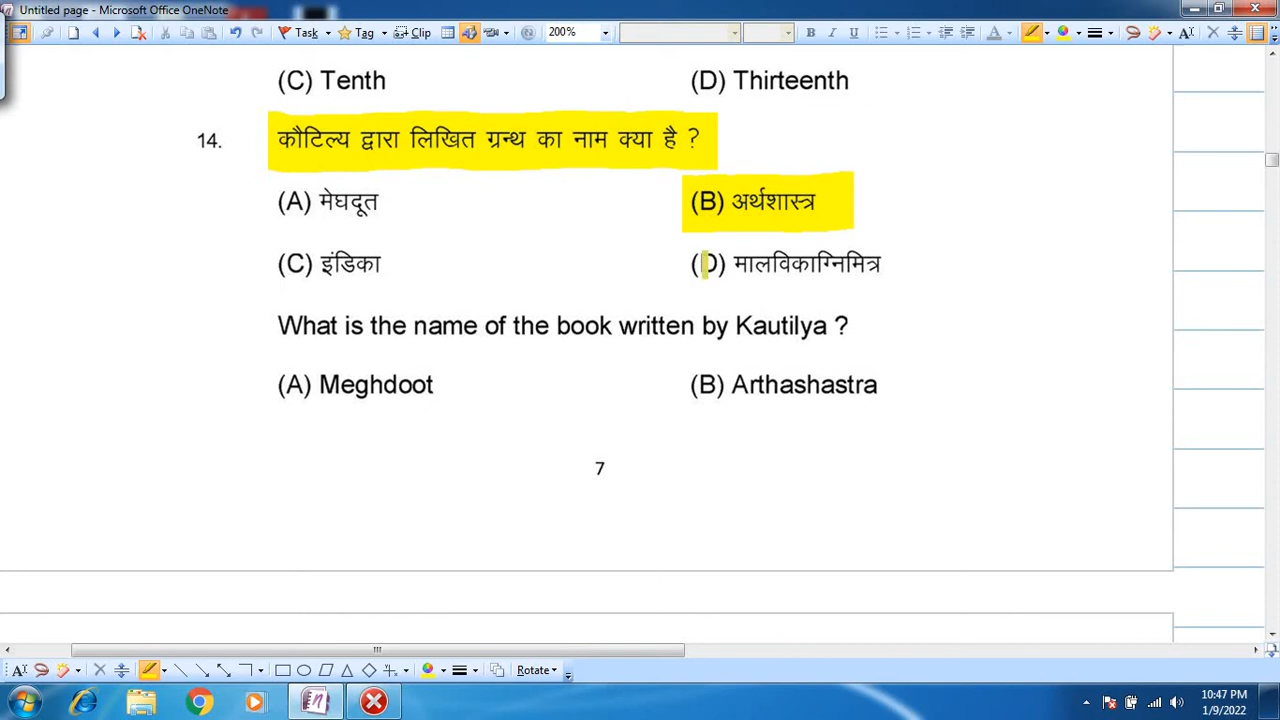 Untitled page - Microsoft Office OneNote
Task Tag Clip 200% B I U
(C) Tenth (D) Thirteenth
14. कौटिल्य द्वारा लिखित ग्रन्थ का नाम क्या है ?
(A) मेघदूत (B) अर्थशास्त्र
(C) इंडिका (D) मालविकाग्निमित्र
What is the name of the book written by Kautilya ?
(A) Meghdoot (B) Arthashastra
7
Rotate
10:47 PM
1/9/2022